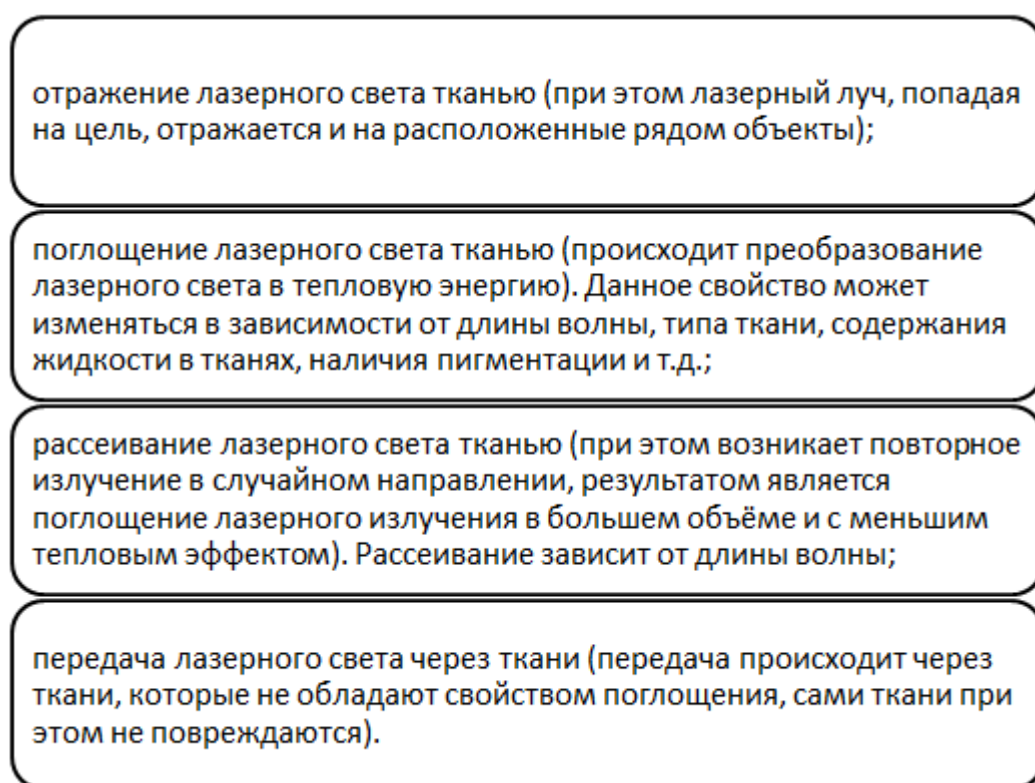 отражение лазерного света тканью (при этом лазерный луч, попадая
на цель, отражается и на расположенные рядом объекты);
поглощение лазерного света тканью (происходит преобразование
лазерного света в тепловую энергию). Данное свойство может
изменяться в зависимости от длины волны, типа ткани, содержания
жидкости в тканях, наличия пигментации и т.д.;
рассеивание лазерного света тканью (при этом возникает повторное
излучение в случайном направлении, результатом является
поглощение лазерного излучения в большем объёме и с меньшим
тепловым эффектом). Рассеивание зависит от длины волны;
передача лазерного света через ткани (передача происходит через
ткани, которые не обладают свойством поглощения, сами ткани при
этом не повреждаются).